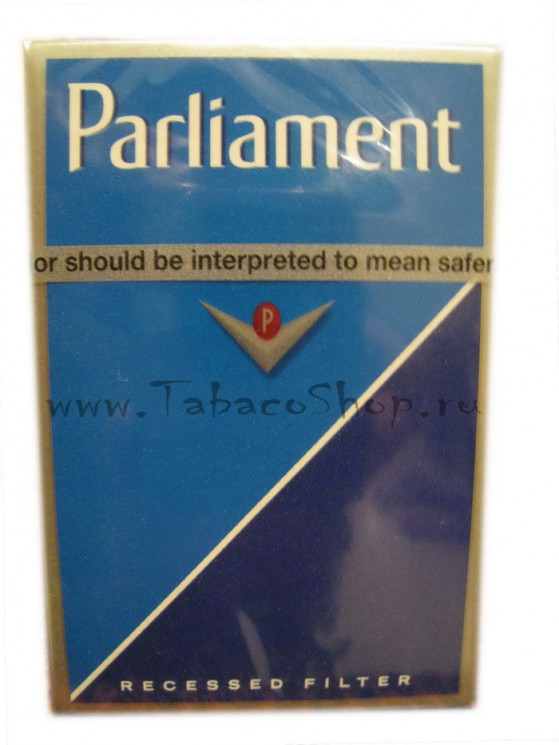 Parliament
or should be interpreted to mean safer
P
www.TabacoShop.ru
RECESSED FILTER